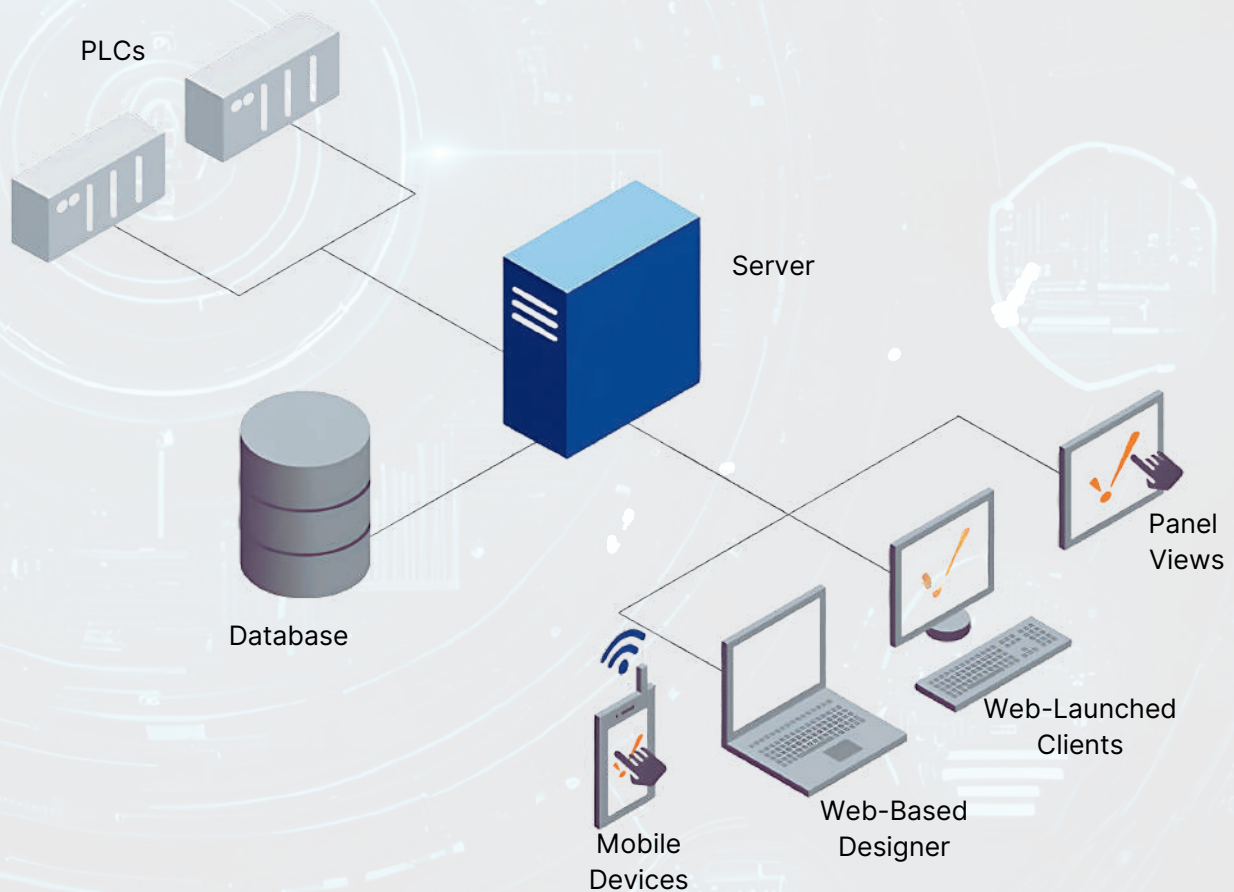 PLCs
Server
Panel
Views
Database
Web-Launched
Clients
Web-Based
Designer
Mobile
Devices